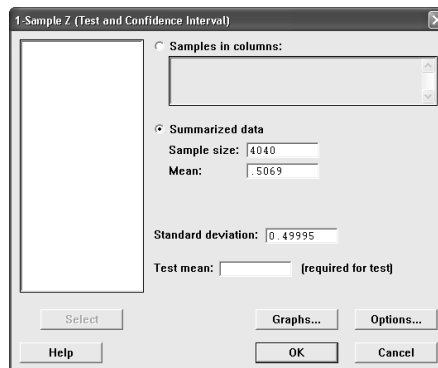 1-Sample Z (Test and Confidence Interval)
Samples in columns:
Summarized data
Sample size: 4040
Mean: .5069
Standard deviation: 0.49995
Test mean: (required for test)
Select
Graphs...
Options...
Help
OK
Cancel